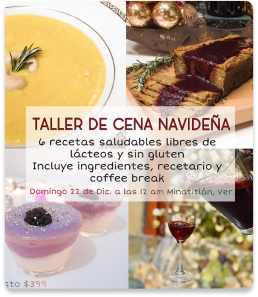 TALLER DE CENA NAVIDEÑA
6 recetas saludables libres de
lácteos y sin gluten
Incluye ingredientes, recetario y
coffee break
Domingo 22 de Dic. a las 12 am Minatitlán, Ver
sto $399